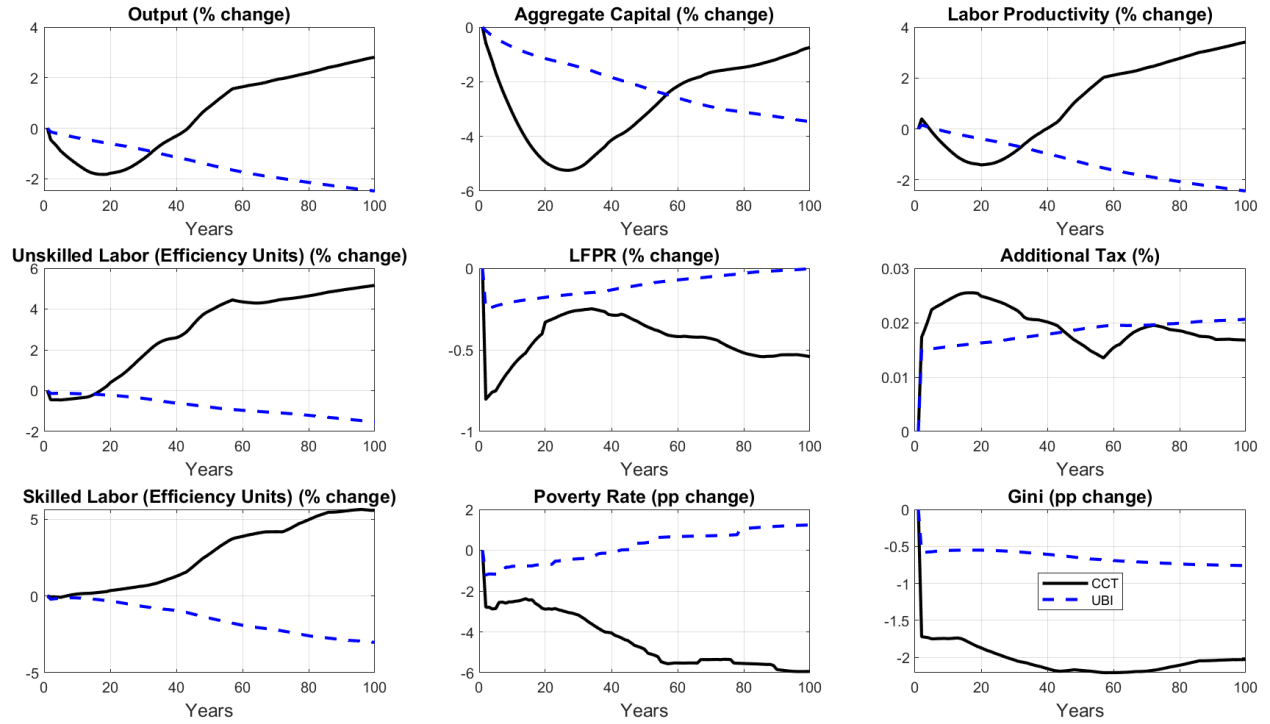 Output (% change)
4
2
0
-2
0 20 40 60 80 100
Years
Aggregate Capital (% change)
0
-2
-4
-6
0 20 40 60 80 100
Years
Labor Productivity (% change)
4
2
0
-2
0 20 40 60 80 100
Years
Unskilled Labor (Efficiency Units) (% change)
6
4
2
0
-2
0 20 40 60 80 100
Years
LFPR (% change)
0
-0.5
-1
0 20 40 60 80 100
Years
Additional Tax (%)
0.03
0.02
0.01
0
0 20 40 60 80 100
Years
Skilled Labor (Efficiency Units) (% change)
5
0
-5
0 20 40 60 80 100
Years
Poverty Rate (pp change)
2
0
-2
-4
-6
0 20 40 60 80 100
Years
Gini (pp change)
0
-0.5
-1
-1.5
-2
CCT
UBI
0 20 40 60 80 100
Years